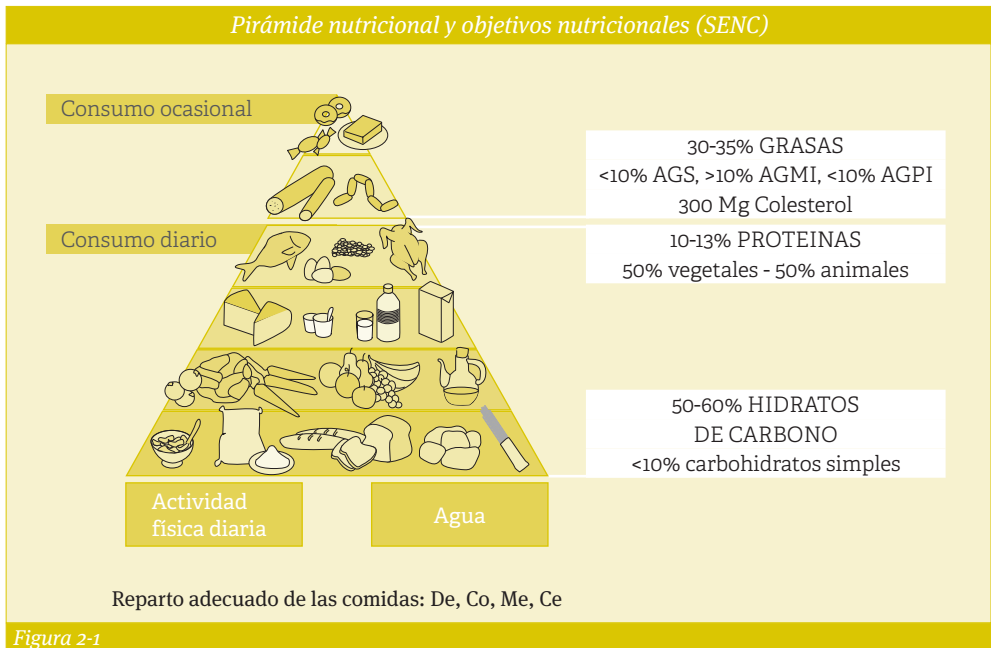 Pirámide nutricional y objetivos nutricionales (SENC)
Consumo ocasional
30-35% GRASAS
<10% AGS, >10% AGMI, <10% AGPI
300 Mg Colesterol
Consumo diario
10-13% PROTEINAS
50% vegetales - 50% animales
50-60% HIDRATOS
DE CARBONO
<10% carbohidratos simples
Actividad
física diaria
Agua
Reparto adecuado de las comidas: De, Co, Me, Ce
Figura 2-1